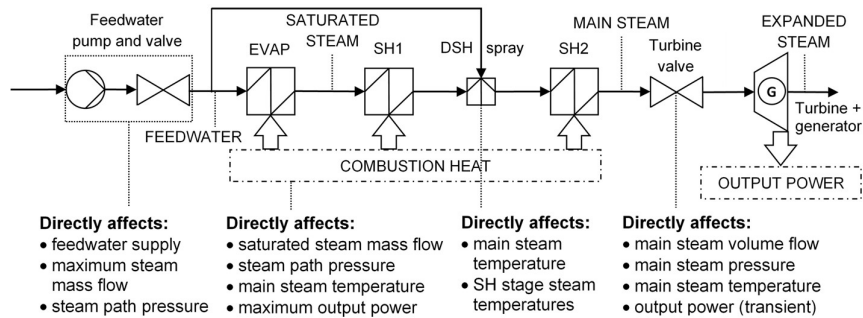 Feedwater
pump and valve
SATURATED
STEAM
MAIN STEAM
EXPANDED
STEAM
EVAP
SH1
DSH
spray
SH2
Turbine
valve
G
FEEDWATER
Turbine +
generator
COMBUSTION HEAT
OUTPUT POWER
Directly affects:
• feedwater supply
• maximum steam
mass flow
• steam path pressure
Directly affects:
• saturated steam mass flow
• steam path pressure
• main steam temperature
• maximum output power
Directly affects:
• main steam
temperature
• SH stage steam
temperatures
Directly affects:
• main steam volume flow
• main steam pressure
• main steam temperature
• output power (transient)